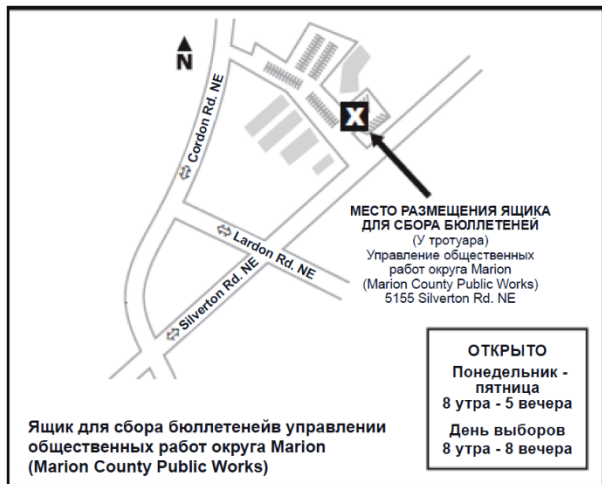 N
Cordon Rd. NE
Lardon Rd. NE
Silverton Rd. NE
X
МЕСТО РАЗМЕЩЕНИЯ ЯЩИКА
ДЛЯ СБОРА БЮЛЛЕТЕНЕЙ
(У тротуара)
Управление общественных
работ округа Marion
(Marion County Public Works)
5155 Silverton Rd. NE
ОТКРЫТО
Понедельник -
пятница
8 утра - 5 вечера
День выборов
8 утра - 8 вечера
Ящик для сбора бюллетенейв управлении
общественных работ округа Marion
(Marion County Public Works)